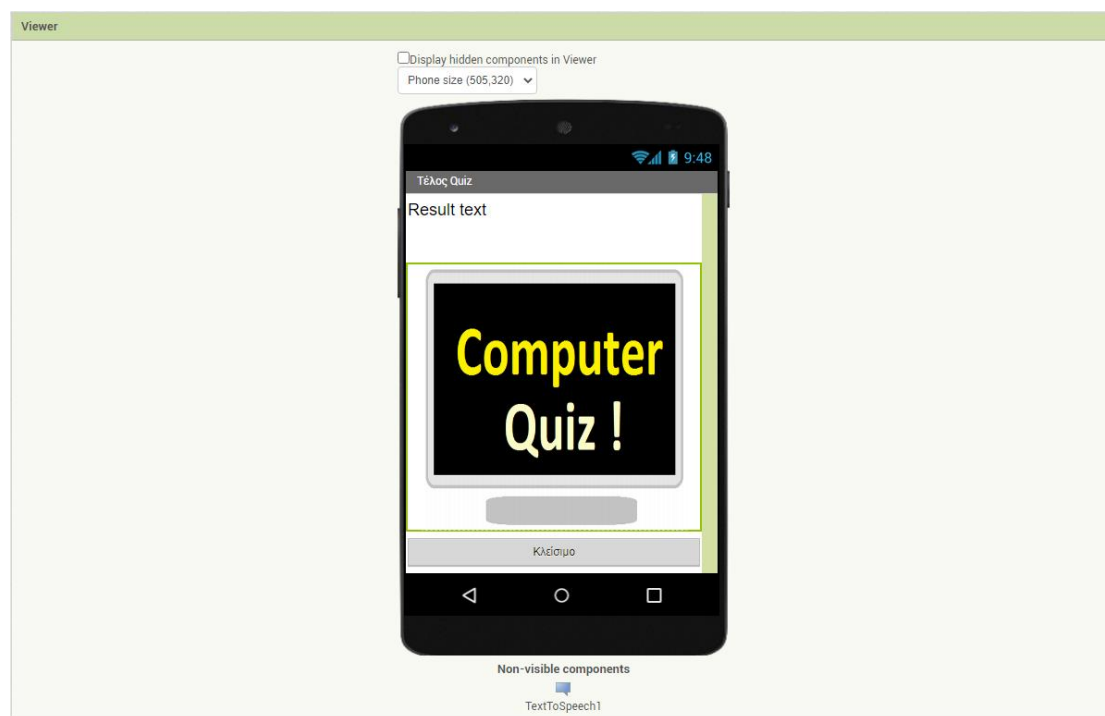 Viewer
Display hidden components in Viewer
Phone size (505,320)
9:48
Τέλος Quiz
Result text
Computer
Quiz !
Κλείσιμο
Non-visible components
TextToSpeech1